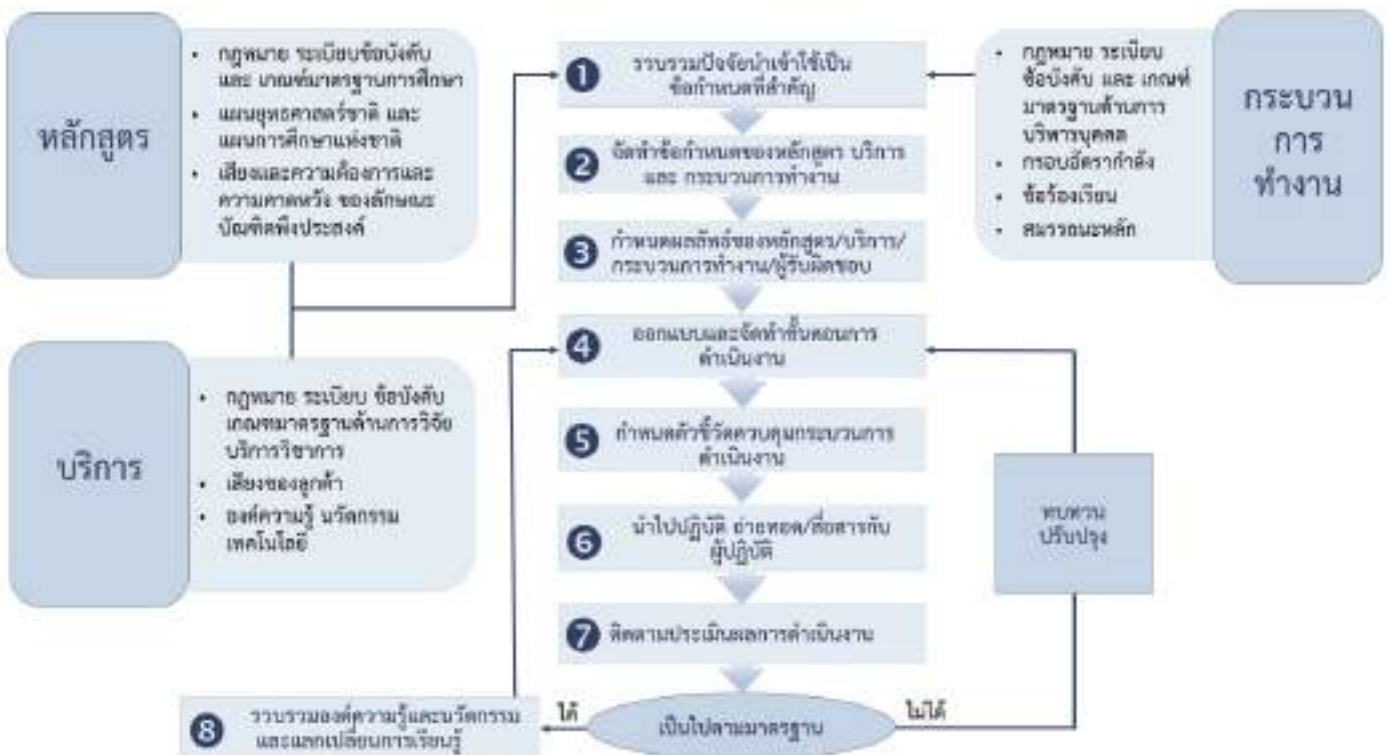 หลักสูตร
• กฎหมาย ระเบียบข้อบังคับ
และ เกณฑ์มาตรฐานการศึกษา
• แผนยุทธศาสตร์ชาติ และ
แผนการศึกษาแห่งชาติ
• เสียงและความต้องการและ
ความคาดหวัง ของลักษณะ
บัณฑิตพึงประสงค์
บริการ
• กฎหมาย ระเบียบ ข้อบังคับ
เกณฑ์มาตรฐานด้านการวิจัย
บริการวิชาการ
• เสียงของลูกค้า
• องค์ความรู้ นวัตกรรม
เทคโนโลยี
กระบวน
การ
ทำงาน
• กฎหมาย ระเบียบ
ข้อบังคับ และ เกณฑ์
มาตรฐานด้านการ
บริหารบุคคล
• กรอบอัตรากำลัง
• ข้อร้องเรียน
• สมรรถนะหลัก
1 รวบรวมปัจจัยนำเข้าใช้เป็น
ข้อกำหนดที่สำคัญ
2 จัดทำข้อกำหนดของหลักสูตร บริการ
และ กระบวนการทำงาน
3 กำหนดผลลัพธ์ของหลักสูตร/บริการ/
กระบวนการทำงาน/ผู้รับผิดชอบ
4 ออกแบบและจัดทำขั้นตอนการ
ดำเนินงาน
5 กำหนดตัวชี้วัดควบคุมกระบวนการ
ดำเนินงาน
6 นำไปปฏิบัติ ถ่ายทอด/สื่อสารกับ
ผู้ปฏิบัติ
7 ติดตามประเมินผลการดำเนินงาน
ทบทวน
ปรับปรุง
เป็นไปตามมาตรฐาน
ได้
ไม่ได้
8 รวบรวมองค์ความรู้และนวัตกรรม
และแลกเปลี่ยนการเรียนรู้